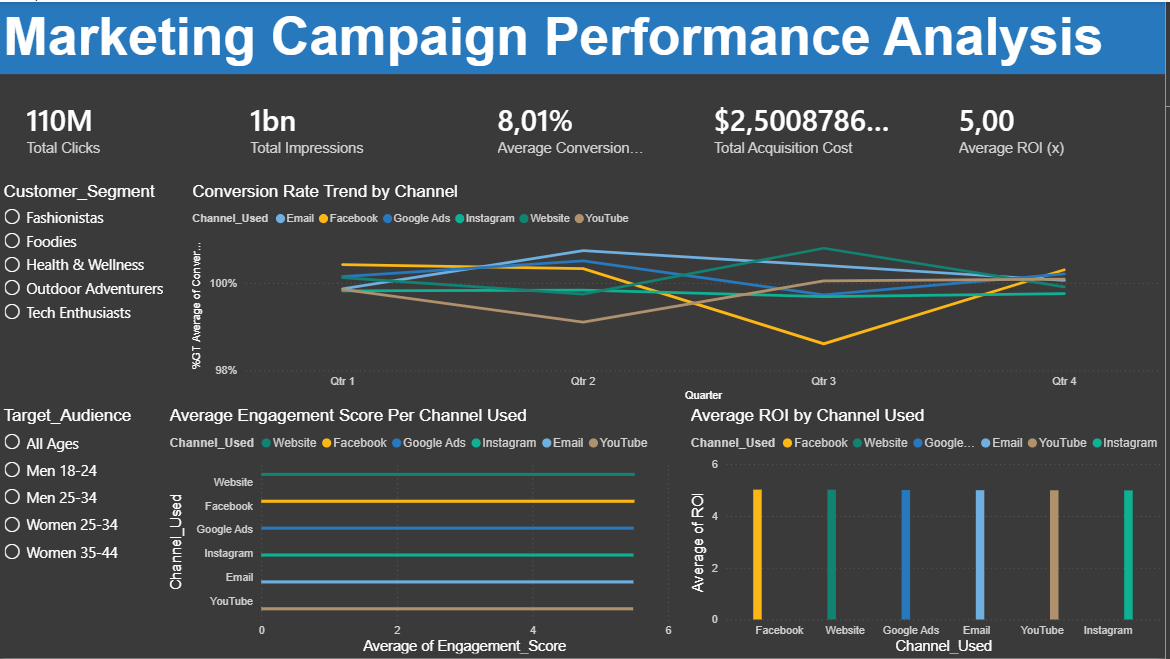 Marketing Campaign Performance Analysis
110M
Total Clicks
1bn
Total Impressions
8,01%
Average Conversion...
$2,5008786...
Total Acquisition Cost
5,00
Average ROI (x)
Customer_Segment
Fashionistas
Foodies
Health & Wellness
Outdoor Adventurers
Tech Enthusiasts
Conversion Rate Trend by Channel
Channel_Used Email Facebook Google Ads Instagram Website YouTube
%GT Average of Conver...
100%
98%
Qtr 1 Qtr 2 Qtr 3 Qtr 4
Quarter
Target_Audience
All Ages
Men 18-24
Men 25-34
Women 25-34
Women 35-44
Average Engagement Score Per Channel Used
Channel_Used Website Facebook Google Ads Instagram Email YouTube
Channel_Used
Website
Facebook
Google Ads
Instagram
Email
YouTube
0 2 4 6
Average of Engagement_Score
Average ROI by Channel Used
Channel_Used Facebook Website Google... Email YouTube Instagram
Average of ROI
6
4
2
0
Facebook Website Google Ads Email YouTube Instagram
Channel_Used